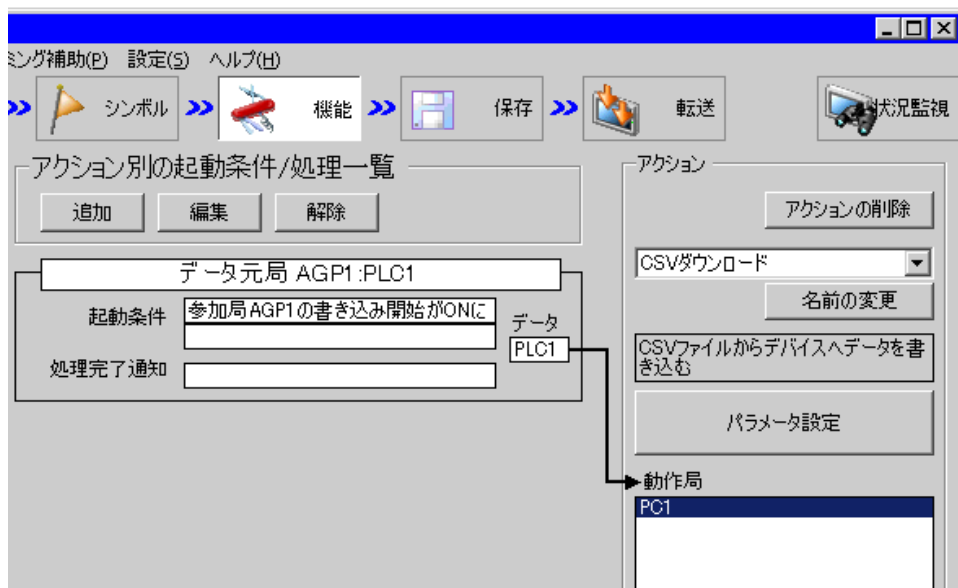 ミング補助(P) 設定(S) ヘルプ(H)
シンボル
機能
保存
転送
状況監視
アクション別の起動条件/処理一覧
追加
編集
解除
データ元局 AGP1:PLC1
起動条件
参加局AGP1の書き込み開始がONに
データ
PLC1
処理完了通知
アクション
アクションの削除
CSVダウンロード
名前の変更
CSVファイルからデバイスへデータを書
き込む
パラメータ設定
動作局
PC1